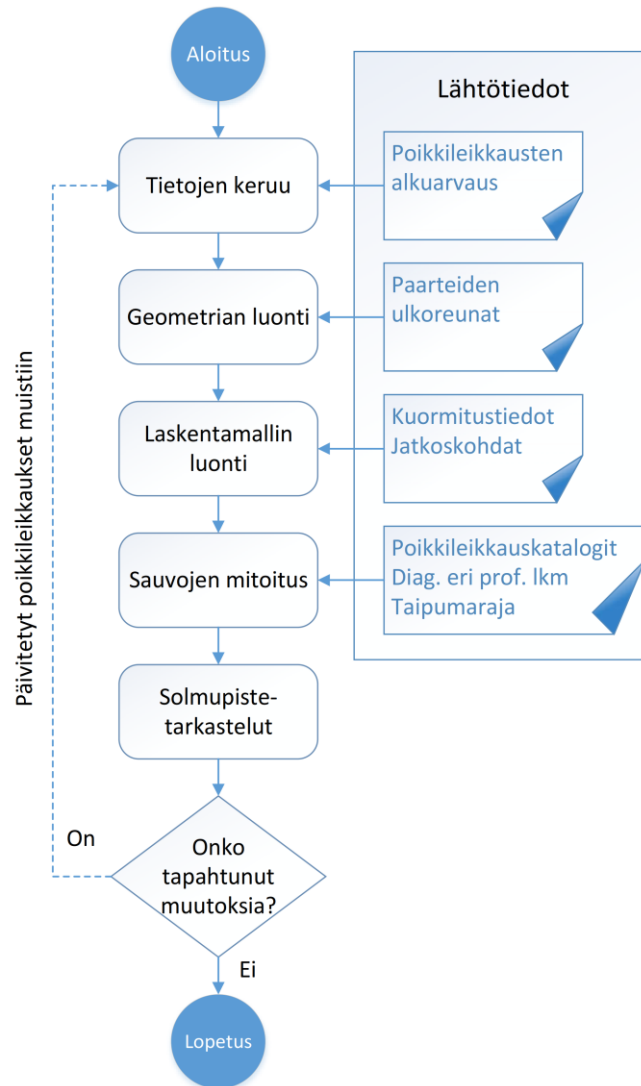 Aloitus
Lähtötiedot
Tietojen keruu
Poikkileikkausten
alkuarvaus
Geometrian luonti
Paarteiden
ulkoreunat
Laskentamallin
luonti
Kuormitustiedot
Jatkoskohdat
Sauvojen mitoitus
Poikkileikkauskatalogit
Diag. eri prof. lkm
Taipumaraja
Solmupiste-
tarkastelut
Päivitetyt poikkileikkaukset muistiin
On
Onko
tapahtunut
muutoksia?
Ei
Lopetus